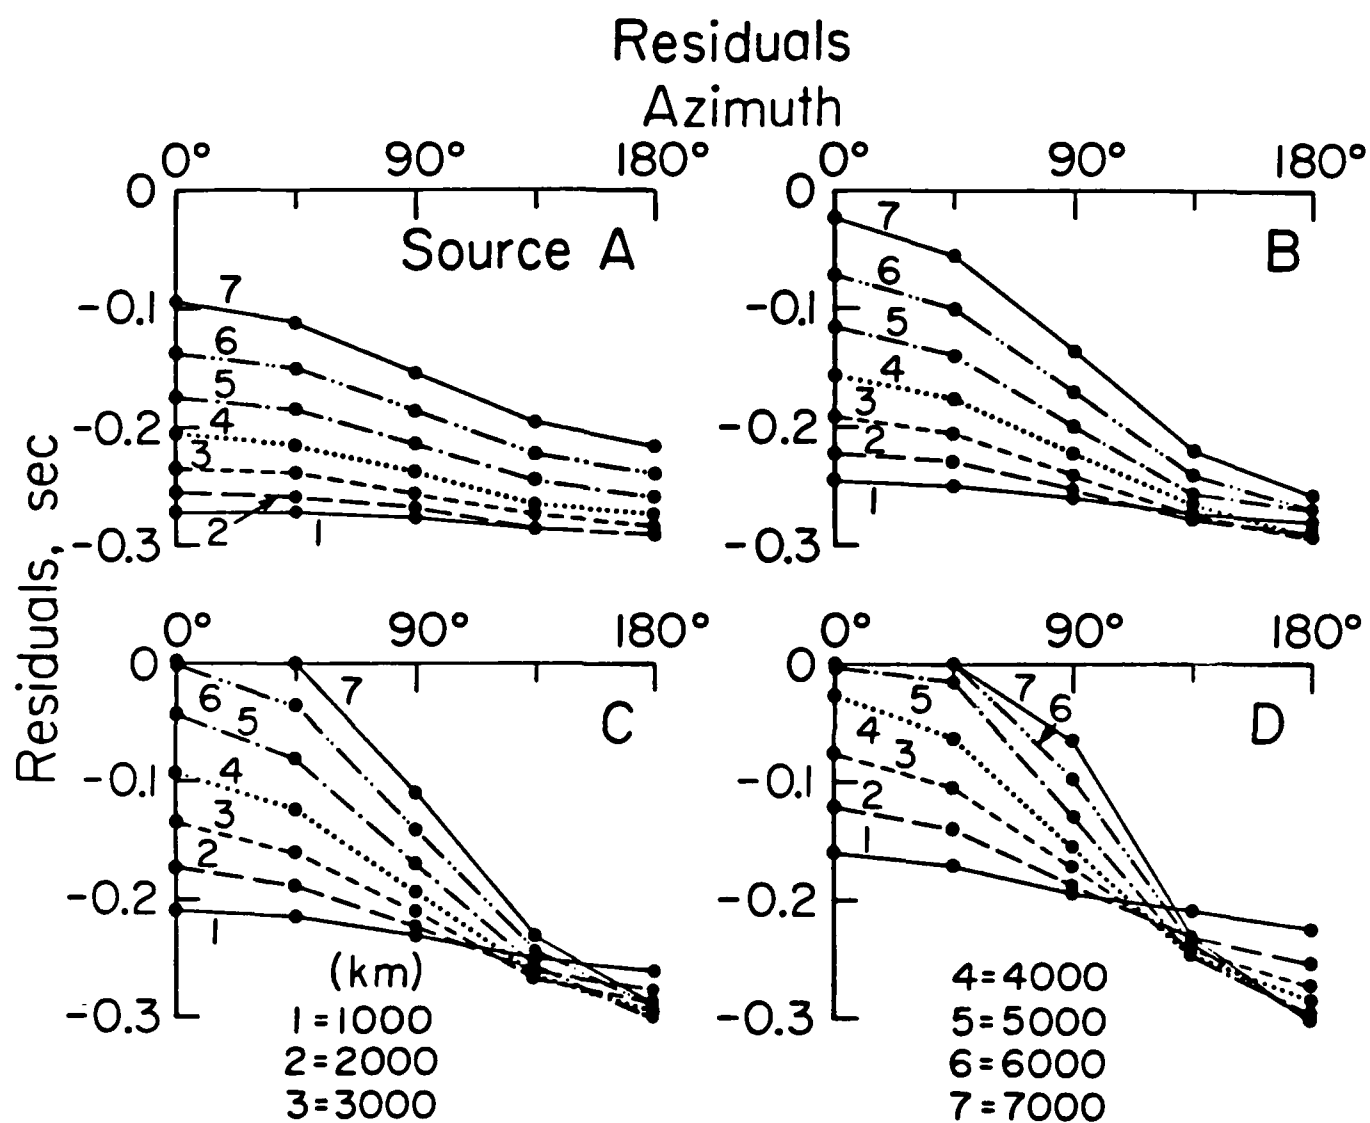 Residuals
Azimuth
0° 90° 180° 0° 90° 180°
0 0
7 7
Source A B
6
-0.1 7 -0.1
5
6 4
5 3
-0.2 4 -0.2 2
3
2 1 1
-0.3 -0.3
Residuals, sec
0° 90° 180° 0° 90° 180°
0 0
7 7
6 5 5 6
C D
4 3
-0.1 4 -0.1 2
3 1
2
-0.2 -0.2
1
(km) 4=4000
-0.3 1=1000 -0.3 5=5000
2=2000 6=6000
3=3000 7=7000